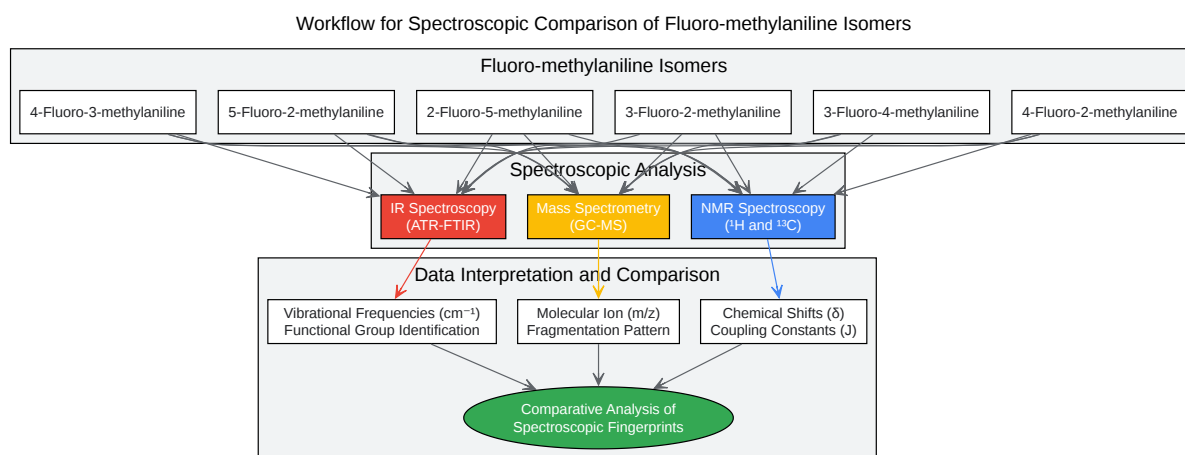 Workflow for Spectroscopic Comparison of Fluoro-methylaniline Isomers
Fluoro-methylaniline Isomers
4-Fluoro-3-methylaniline
5-Fluoro-2-methylaniline
2-Fluoro-5-methylaniline
3-Fluoro-2-methylaniline
3-Fluoro-4-methylaniline
4-Fluoro-2-methylaniline
Spectroscopic Analysis
IR Spectroscopy
(ATR-FTIR)
Mass Spectrometry
(GC-MS)
NMR Spectroscopy
(¹H and ¹³C)
Data Interpretation and Comparison
Vibrational Frequencies (cm⁻¹)
Functional Group Identification
Molecular Ion (m/z)
Fragmentation Pattern
Chemical Shifts (δ)
Coupling Constants (J)
Comparative Analysis of
Spectroscopic Fingerprints